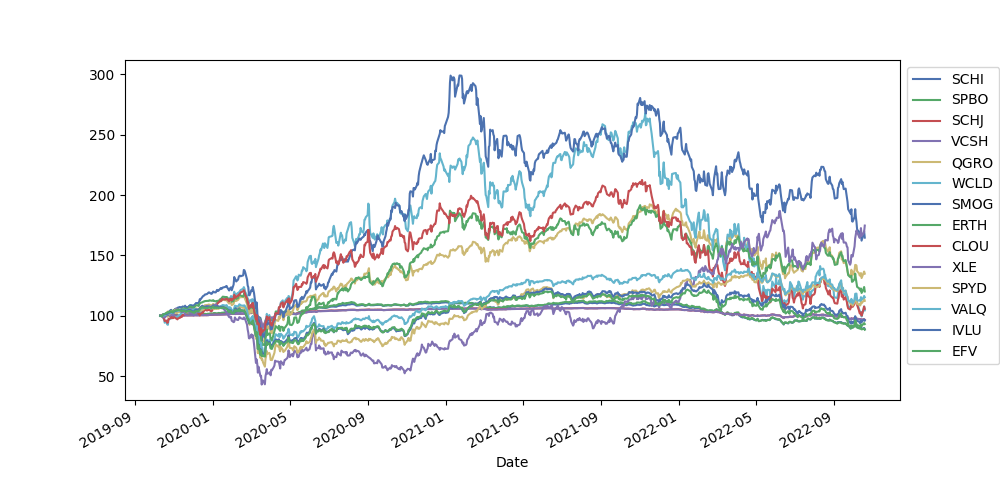 300
250
200
150
100
50
2019-09
2020-01
2020-05
2020-09
2021-01
2021-05
2021-09
2022-01
2022-05
2022-09
Date
SCHI
SPBO
SCHJ
VCSH
QGRO
WCLD
SMOG
ERTH
CLOU
XLE
SPYD
VALQ
IVLU
EFV